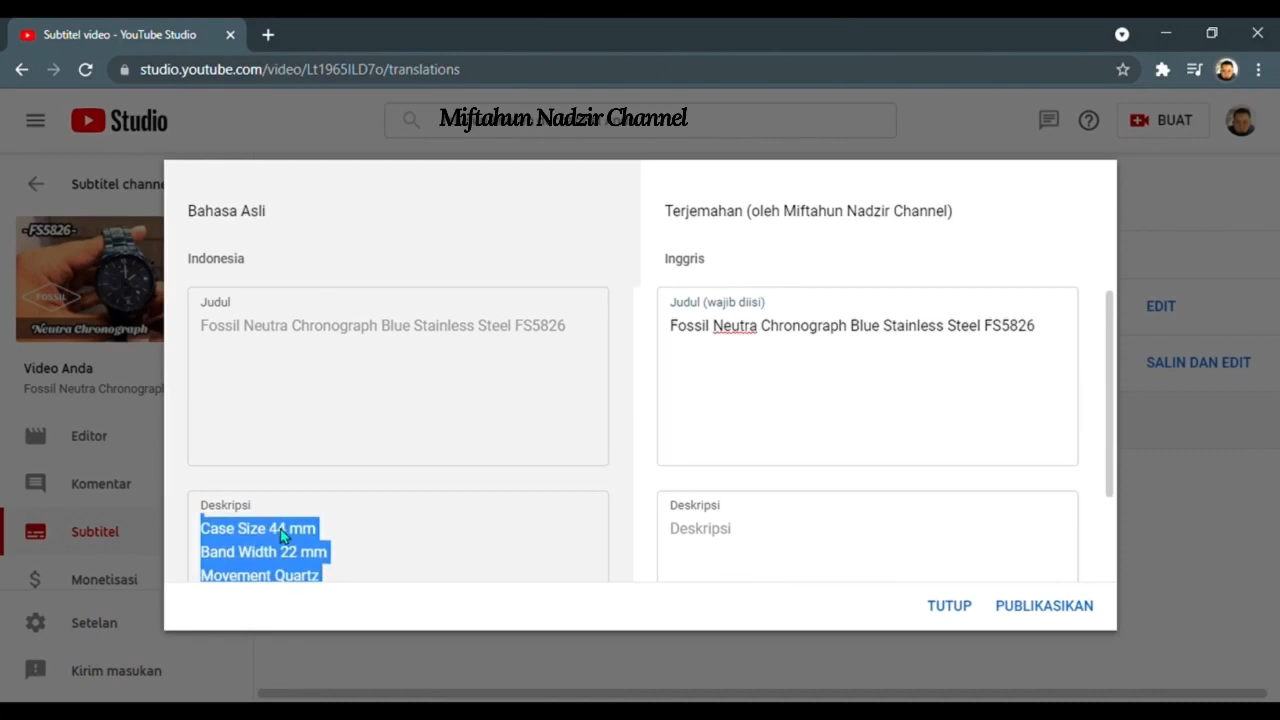 Subtitel video - YouTube Studio
studio.youtube.com/video/Lt1965ILD7o/translations
Studio
Miftahun Nadzir Channel
BUAT
Subtitel channe
Bahasa Asli
Terjemahan (oleh Miftahun Nadzir Channel)
-FS5826-
FOSSIL
Neutra Chronograph
Indonesia
Inggris
Judul
Fossil Neutra Chronograph Blue Stainless Steel FS5826
Judul (wajib diisi)
Fossil Neutra Chronograph Blue Stainless Steel FS5826
EDIT
SALIN DAN EDIT
Video Anda
Fossil Neutra Chronograp
Editor
Komentar
Subtitel
Monetisasi
Setelan
Kirim masukan
Deskripsi
Case Size 44 mm
Band Width 22 mm
Movement Quartz
Deskripsi
Deskripsi
TUTUP
PUBLIKASIKAN